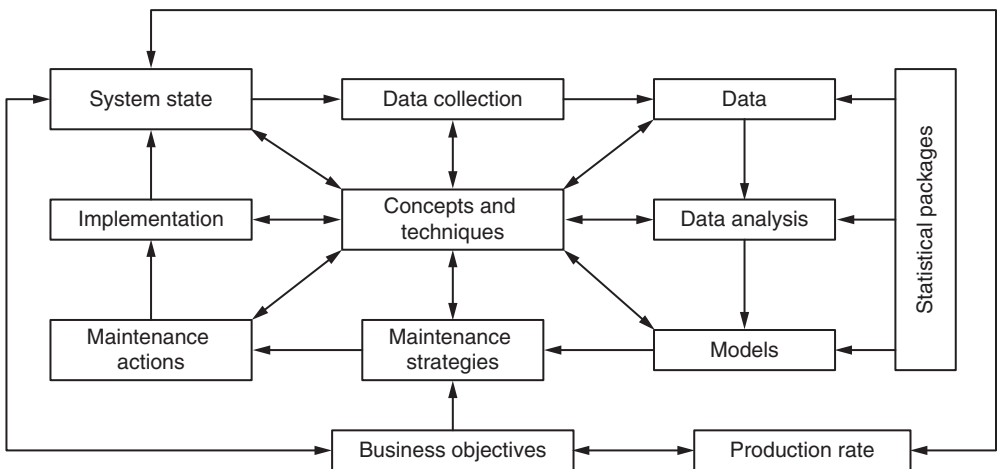 System state
Data collection
Data
Statistical packages
Implementation
Concepts and
techniques
Data analysis
Maintenance
actions
Maintenance
strategies
Models
Business objectives
Production rate